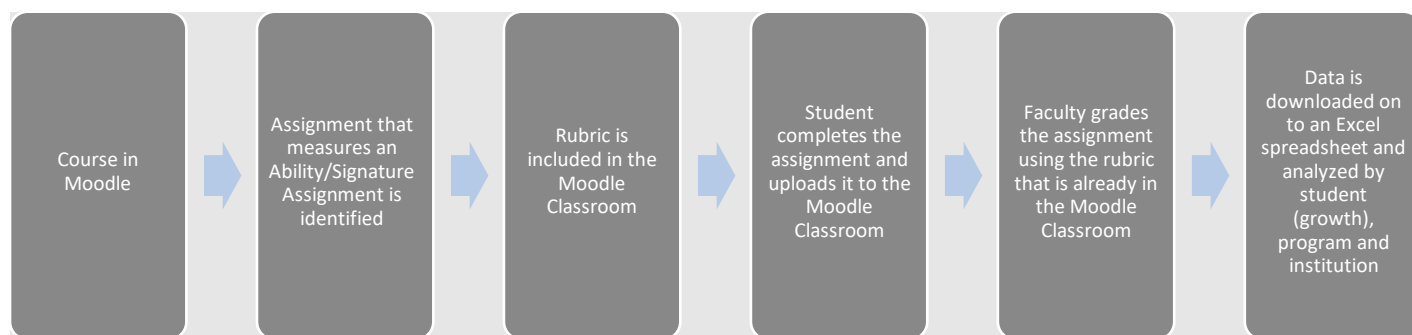 Course in
Moodle
Assignment that
measures an
Ability/Signature
Assignment is
identified
Rubric is
included in the
Moodle
Classroom
Student
completes the
assignment and
uploads it to the
Moodle
Classroom
Faculty grades
the assignment
using the rubric
that is already in
the Moodle
Classroom
Data is
downloaded on
to an Excel
spreadsheet and
analyzed by
student
(growth),
program and
institution